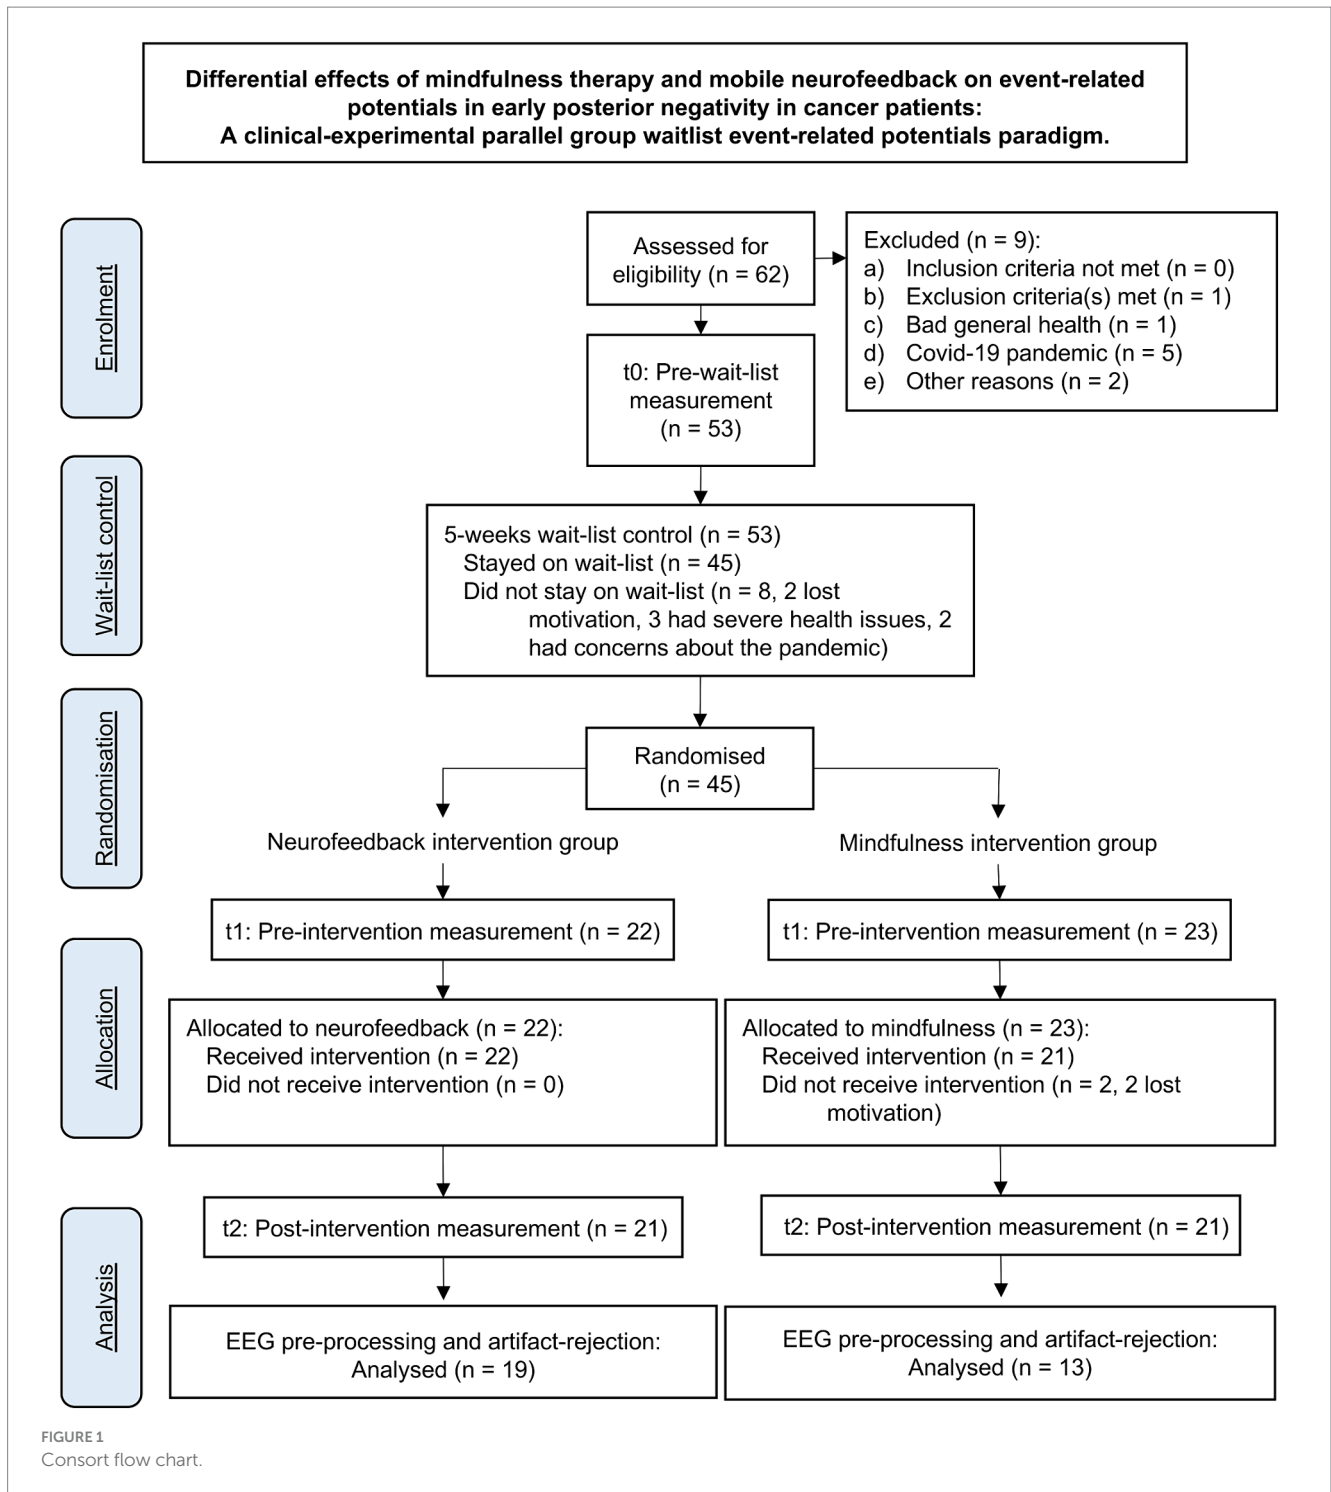 Differential effects of mindfulness therapy and mobile neurofeedback on event-related
potentials in early posterior negativity in cancer patients:
A clinical-experimental parallel group waitlist event-related potentials paradigm.
Enrolment
Assessed for
eligibility (n = 62)
Excluded (n = 9):
a) Inclusion criteria not met (n = 0)
b) Exclusion criteria(s) met (n = 1)
c) Bad general health (n = 1)
d) Covid-19 pandemic (n = 5)
e) Other reasons (n = 2)
t0: Pre-wait-list
measurement
(n = 53)
Wait-list control
5-weeks wait-list control (n = 53)
Stayed on wait-list (n = 45)
Did not stay on wait-list (n = 8, 2 lost
motivation, 3 had severe health issues, 2
had concerns about the pandemic)
Randomisation
Randomised
(n = 45)
Neurofeedback intervention group
Mindfulness intervention group
t1: Pre-intervention measurement (n = 22)
t1: Pre-intervention measurement (n = 23)
Allocation
Allocated to neurofeedback (n = 22):
Received intervention (n = 22)
Did not receive intervention (n = 0)
Allocated to mindfulness (n = 23):
Received intervention (n = 21)
Did not receive intervention (n = 2, 2 lost
motivation)
Analysis
t2: Post-intervention measurement (n = 21)
t2: Post-intervention measurement (n = 21)
EEG pre-processing and artifact-rejection:
Analysed (n = 19)
EEG pre-processing and artifact-rejection:
Analysed (n = 13)
FIGURE 1
Consort flow chart.